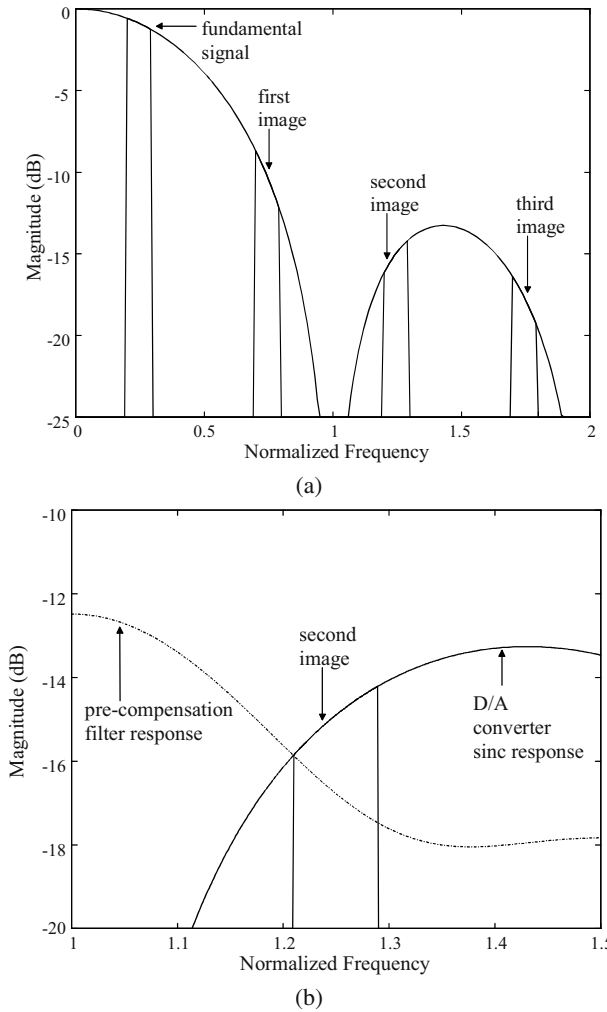 0
-5
-10
-15
-20
-25
Magnitude (dB)
fundamental
signal
first
image
second
image
third
image
0
0.5
1
1.5
2
Normalized Frequency
(a)
-10
-12
-14
-16
-18
-20
Magnitude (dB)
pre-compensation
filter response
second
image
D/A
converter
sinc response
1
1.1
1.2
1.3
1.4
1.5
Normalized Frequency
(b)